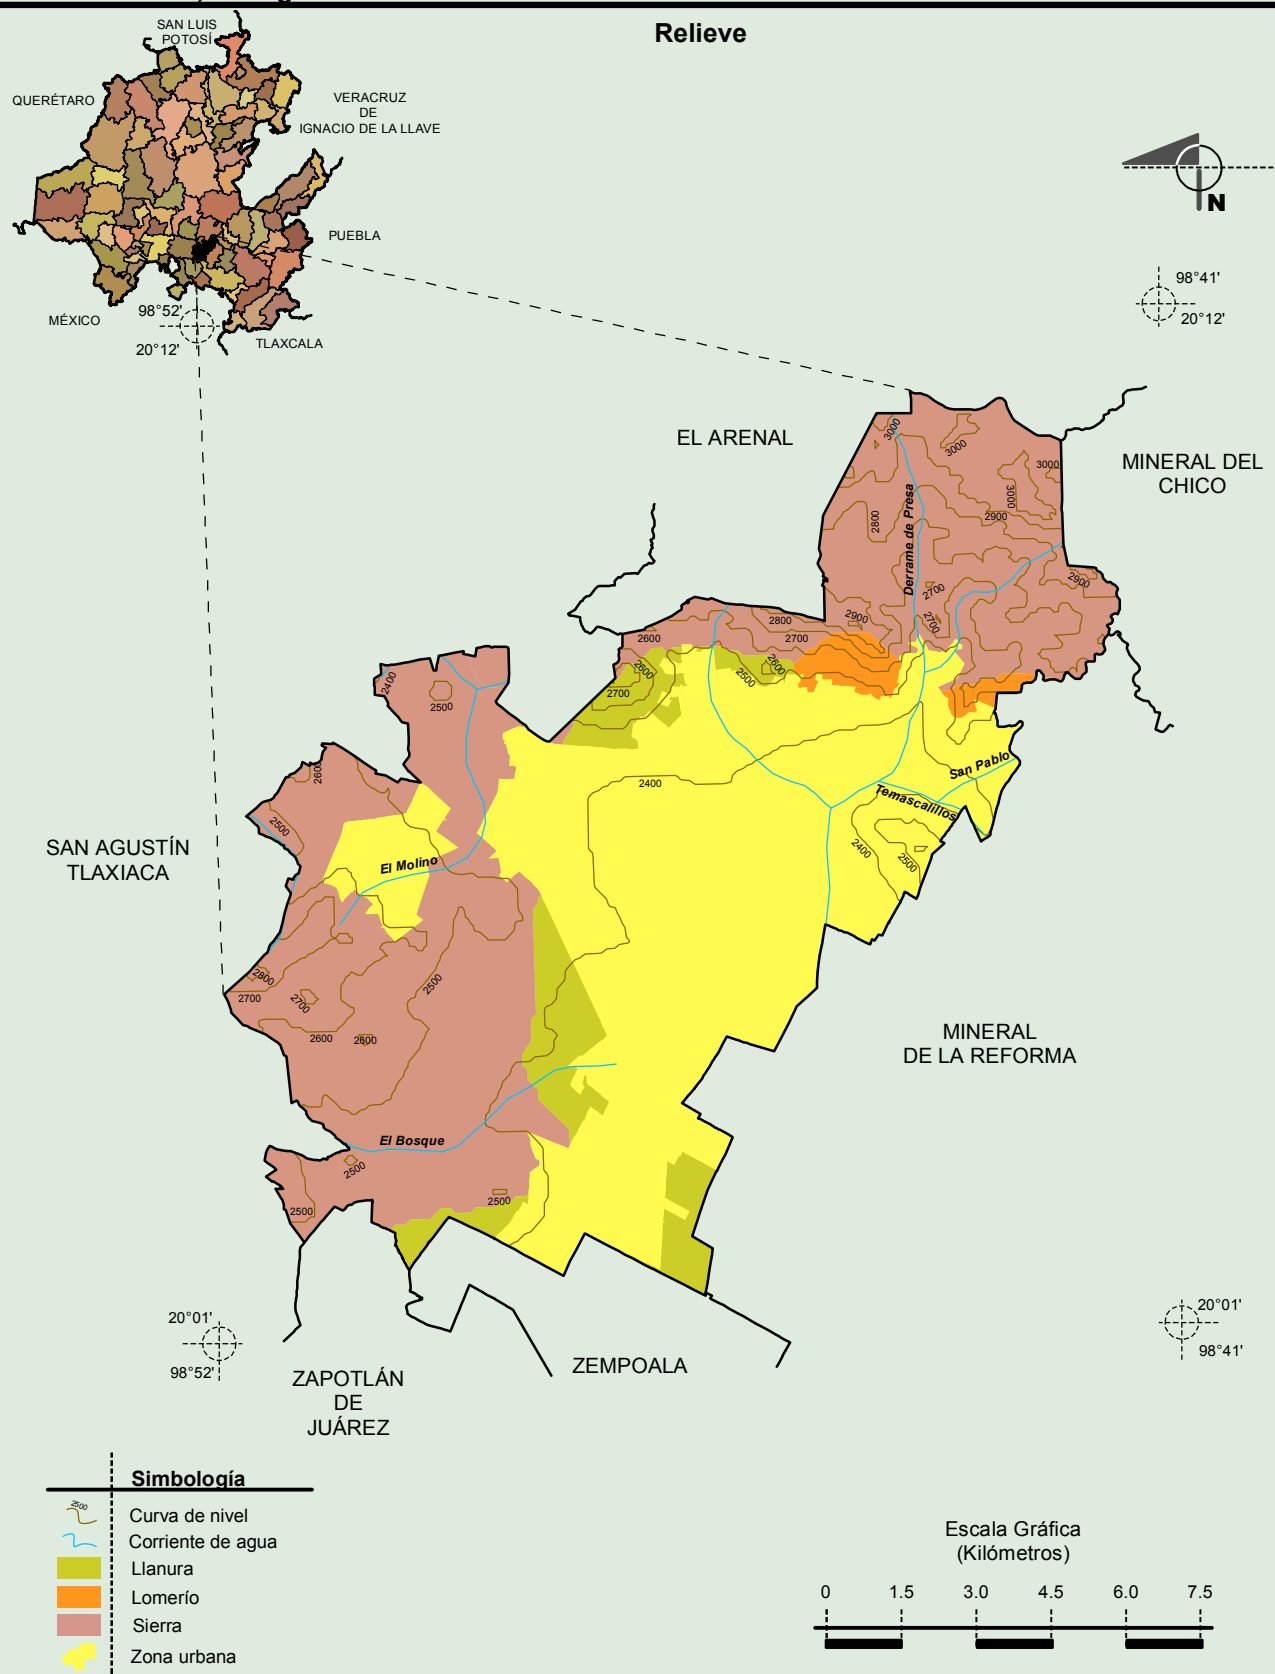 Relieve
SAN LUIS
POTOSÍ
QUERÉTARO
VERACRUZ
DE
IGNACIO DE LA LLAVE
PUEBLA
MÉXICO
TLAXCALA
98°52'
20°12'
N
98°41'
20°12'
EL ARENAL
MINERAL DEL
CHICO
3000
3000
3000
3000
2900
2800
Derrame de Presa
2900
2700
2700
2900
2800
2700
2600
2600
2700
2500
2600
2400
2500
2600
2500
2400
San Pablo
Temascalillos
2400
2500
SAN AGUSTÍN
TLAXIACA
El Molino
2800
2700
2700
2500
2600
2600
MINERAL
DE LA REFORMA
El Bosque
2500
2500
2500
20°01'
98°52'
20°01'
98°41'
ZAPOTLÁN
DE
JUÁREZ
ZEMPOALA
Simbología
2500
Curva de nivel
Corriente de agua
Llanura
Lomerío
Sierra
Zona urbana
Escala Gráfica
(Kilómetros)
0 1.5 3.0 4.5 6.0 7.5